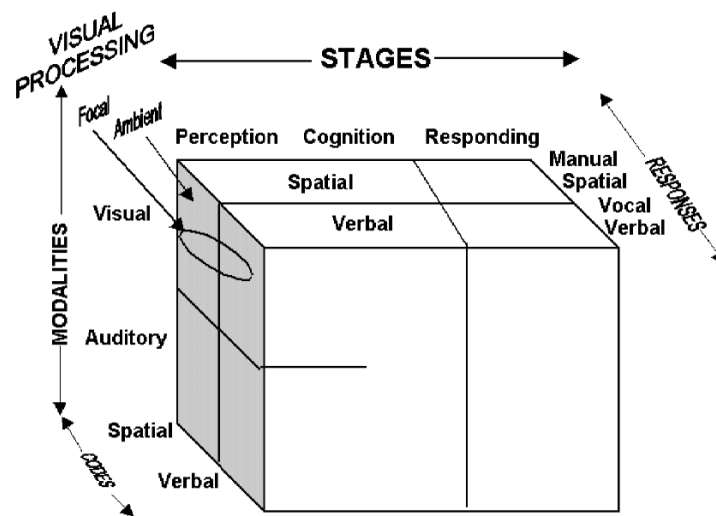 VISUAL
PROCESSING
STAGES
Focal
Ambient
Perception Cognition Responding
RESPONSES
Manual
Spatial
Vocal
Verbal
Spatial
Verbal
Visual
MODALITIES
Auditory
Spatial
Verbal
CODES